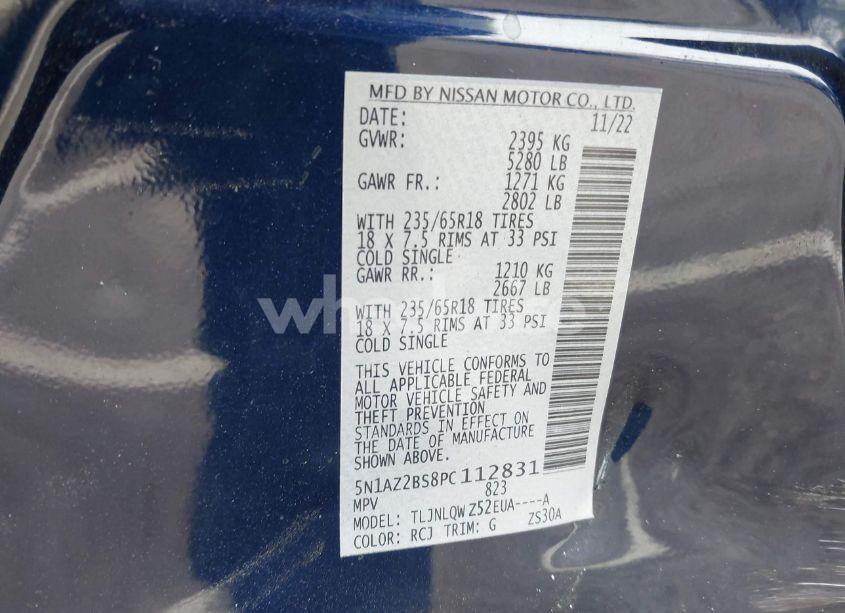 MFD BY NISSAN MOTOR CO., LTD.
DATE: 11/22
GVWR: 2395 KG
5280 LB
GAWR FR.: 1271 KG
2802 LB
WITH 235/65R18 TIRES
18 X 7.5 RIMS AT 33 PSI
COLD SINGLE
GAWR RR.: 1210 KG
2667 LB
WITH 235/65R18 TIRES
18 X 7.5 RIMS AT 33 PSI
COLD SINGLE
THIS VEHICLE CONFORMS TO
ALL APPLICABLE FEDERAL
MOTOR VEHICLE SAFETY AND
THEFT PREVENTION
STANDARDS IN EFFECT ON
THE DATE OF MANUFACTURE
SHOWN ABOVE.
5N1AZ2BS8PC112831
MPV 823
MODEL: TLJNLQW Z52EUA----A
COLOR: RCJ TRIM: G ZS30A